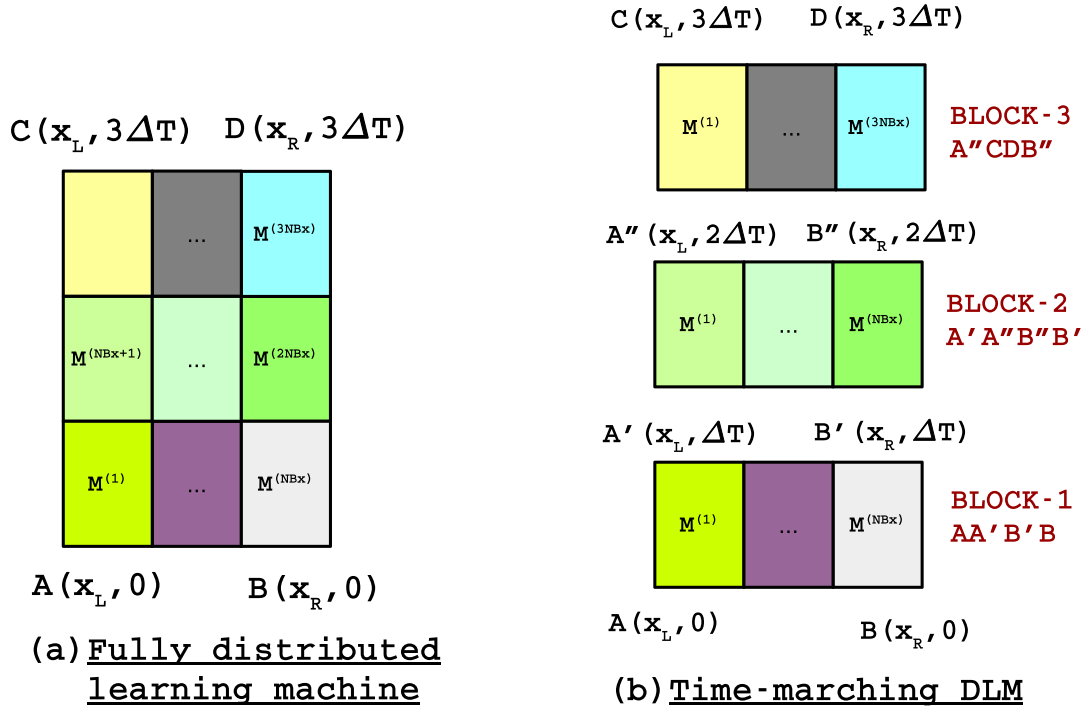 C(x_L,3ΔT) D(x_R,3ΔT)
... M^(3NBx)
M^(NBx+1) ... M^(2NBx)
M^(1) ... M^(NBx)
A(x_L,0) B(x_R,0)
(a) Fully distributed
learning machine
C(x_L,3ΔT) D(x_R,3ΔT)
M^(1) ... M^(3NBx)
BLOCK-3
A″CDB″
A″(x_L,2ΔT) B″(x_R,2ΔT)
M^(1) ... M^(NBx)
BLOCK-2
A′A″B″B′
A′(x_L,ΔT) B′(x_R,ΔT)
M^(1) ... M^(NBx)
BLOCK-1
AA′B′B
A(x_L,0) B(x_R,0)
(b) Time-marching DLM